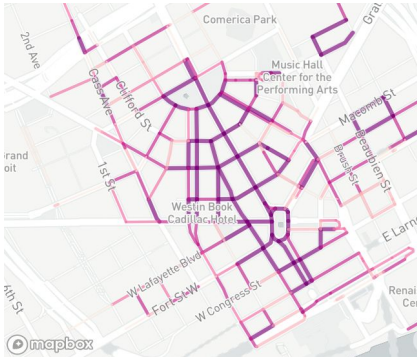 Comerica Park
2nd Ave
Gra
Music Hall
Center for the
Performing Arts
Cass Ave
Clifford St
Macomb St
Beaubien St
Brush St
rand
oit
1st St
Westin Book
Cadillac Hotel
E Larne
W Lafayette Blvd
Fort St W
W Congress St
6th St
Renai
Cen
mapbox